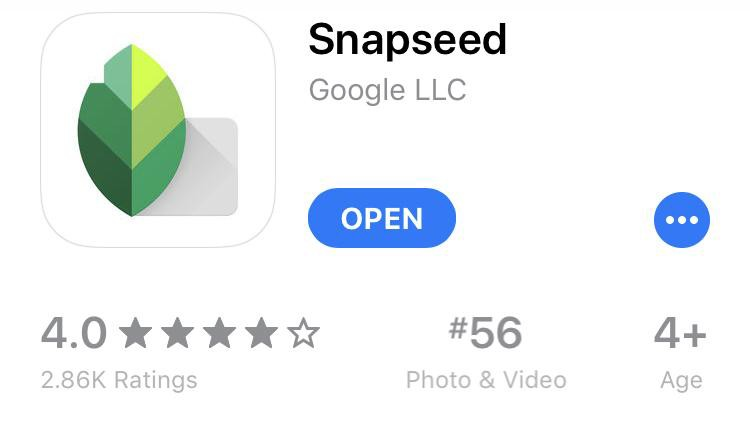 Snapseed
Google LLC
OPEN
4.0
#56
4+
2.86K Ratings
Photo & Video
Age